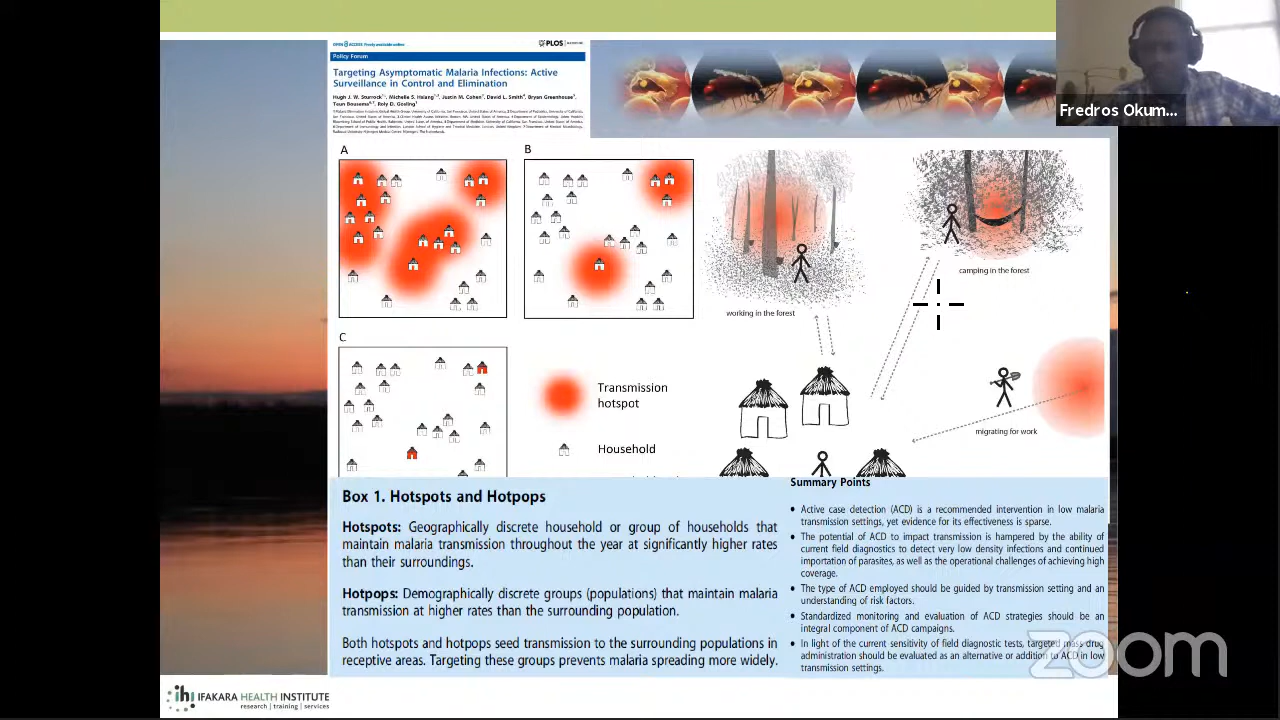 OPEN ACCESS Freely available online
PLOS
Policy Forum
Targeting Asymptomatic Malaria Infections: Active
Surveillance in Control and Elimination
Hugh J. W. Sturrock, Michelle S. Hsiang, Justin M. Cohen, David L. Smith, Bryan Greenhouse,
Teun Bousema, Roly D. Gosling
Fredros Okum...
A
B
working in the forest
camping in the forest
C
Transmission
hotspot
Household
migrating for work
Box 1. Hotspots and Hotpops
Hotspots: Geographically discrete household or group of households that
maintain malaria transmission throughout the year at significantly higher rates
than their surroundings.
Hotpops: Demographically discrete groups (populations) that maintain malaria
transmission at higher rates than the surrounding population.
Both hotspots and hotpops seed transmission to the surrounding populations in
receptive areas. Targeting these groups prevents malaria spreading more widely.
Summary Points
• Active case detection (ACD) is a recommended intervention in low malaria
transmission settings, yet evidence for its effectiveness is sparse.
• The potential of ACD to impact transmission is hampered by the ability of
current field diagnostics to detect very low density infections and continued
importation of parasites, as well as the operational challenges of achieving high
coverage.
• The type of ACD employed should be guided by transmission setting and an
understanding of risk factors.
• Standardized monitoring and evaluation of ACD strategies should be an
integral component of ACD campaigns.
• In light of the current sensitivity of field diagnostic tests, targeted mass drug
administration should be evaluated as an alternative or addition to ACD in low
transmission settings.
zoom
ihi IFAKARA HEALTH INSTITUTE
research | training | services